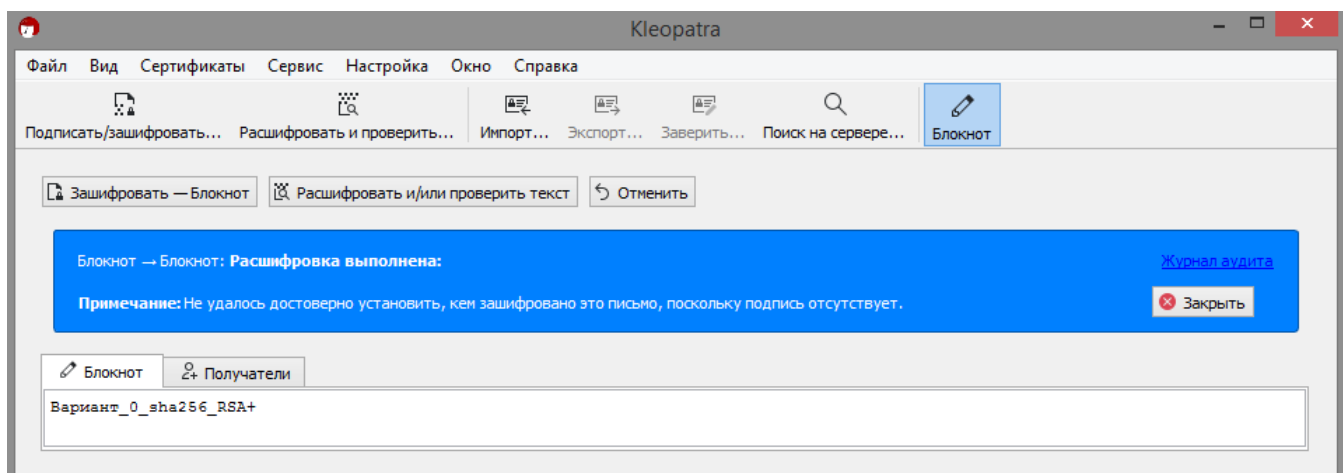 Kleopatra
Файл Вид Сертификаты Сервис Настройка Окно Справка
Подписать/зашифровать... Расшифровать и проверить... Импорт... Экспорт... Заверить... Поиск на сервере... Блокнот
Зашифровать — Блокнот Расшифровать и/или проверить текст Отменить
Блокнот → Блокнот: Расшифровка выполнена: Журнал аудита
Примечание: Не удалось достоверно установить, кем зашифровано это письмо, поскольку подпись отсутствует. Закрыть
Блокнот Получатели
Вариант_0_sha256_RSA+